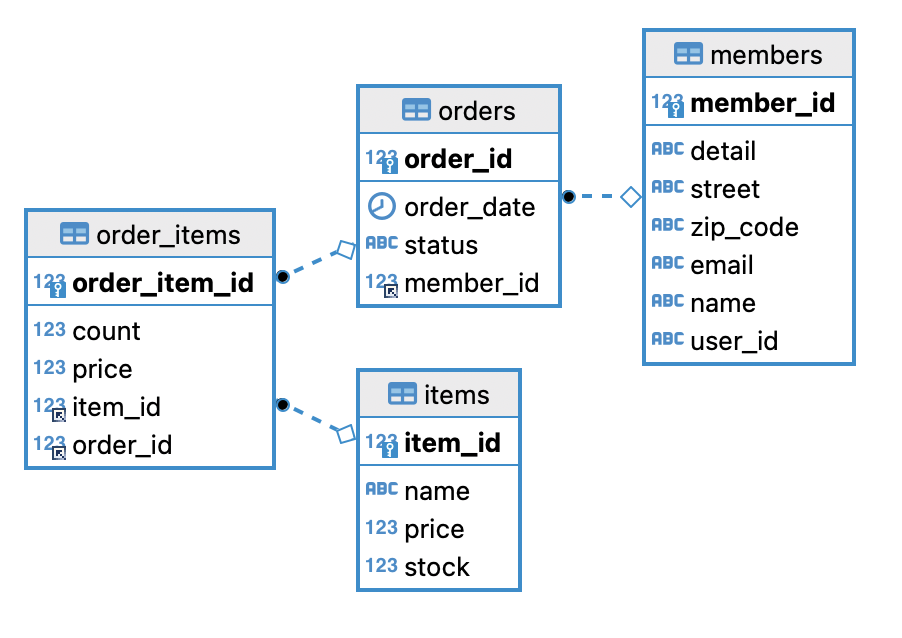 members
123 member_id
ABC detail
ABC street
ABC zip_code
ABC email
ABC name
ABC user_id
orders
123 order_id
order_date
ABC status
123 member_id
order_items
123 order_item_id
123 count
123 price
123 item_id
123 order_id
items
123 item_id
ABC name
123 price
123 stock